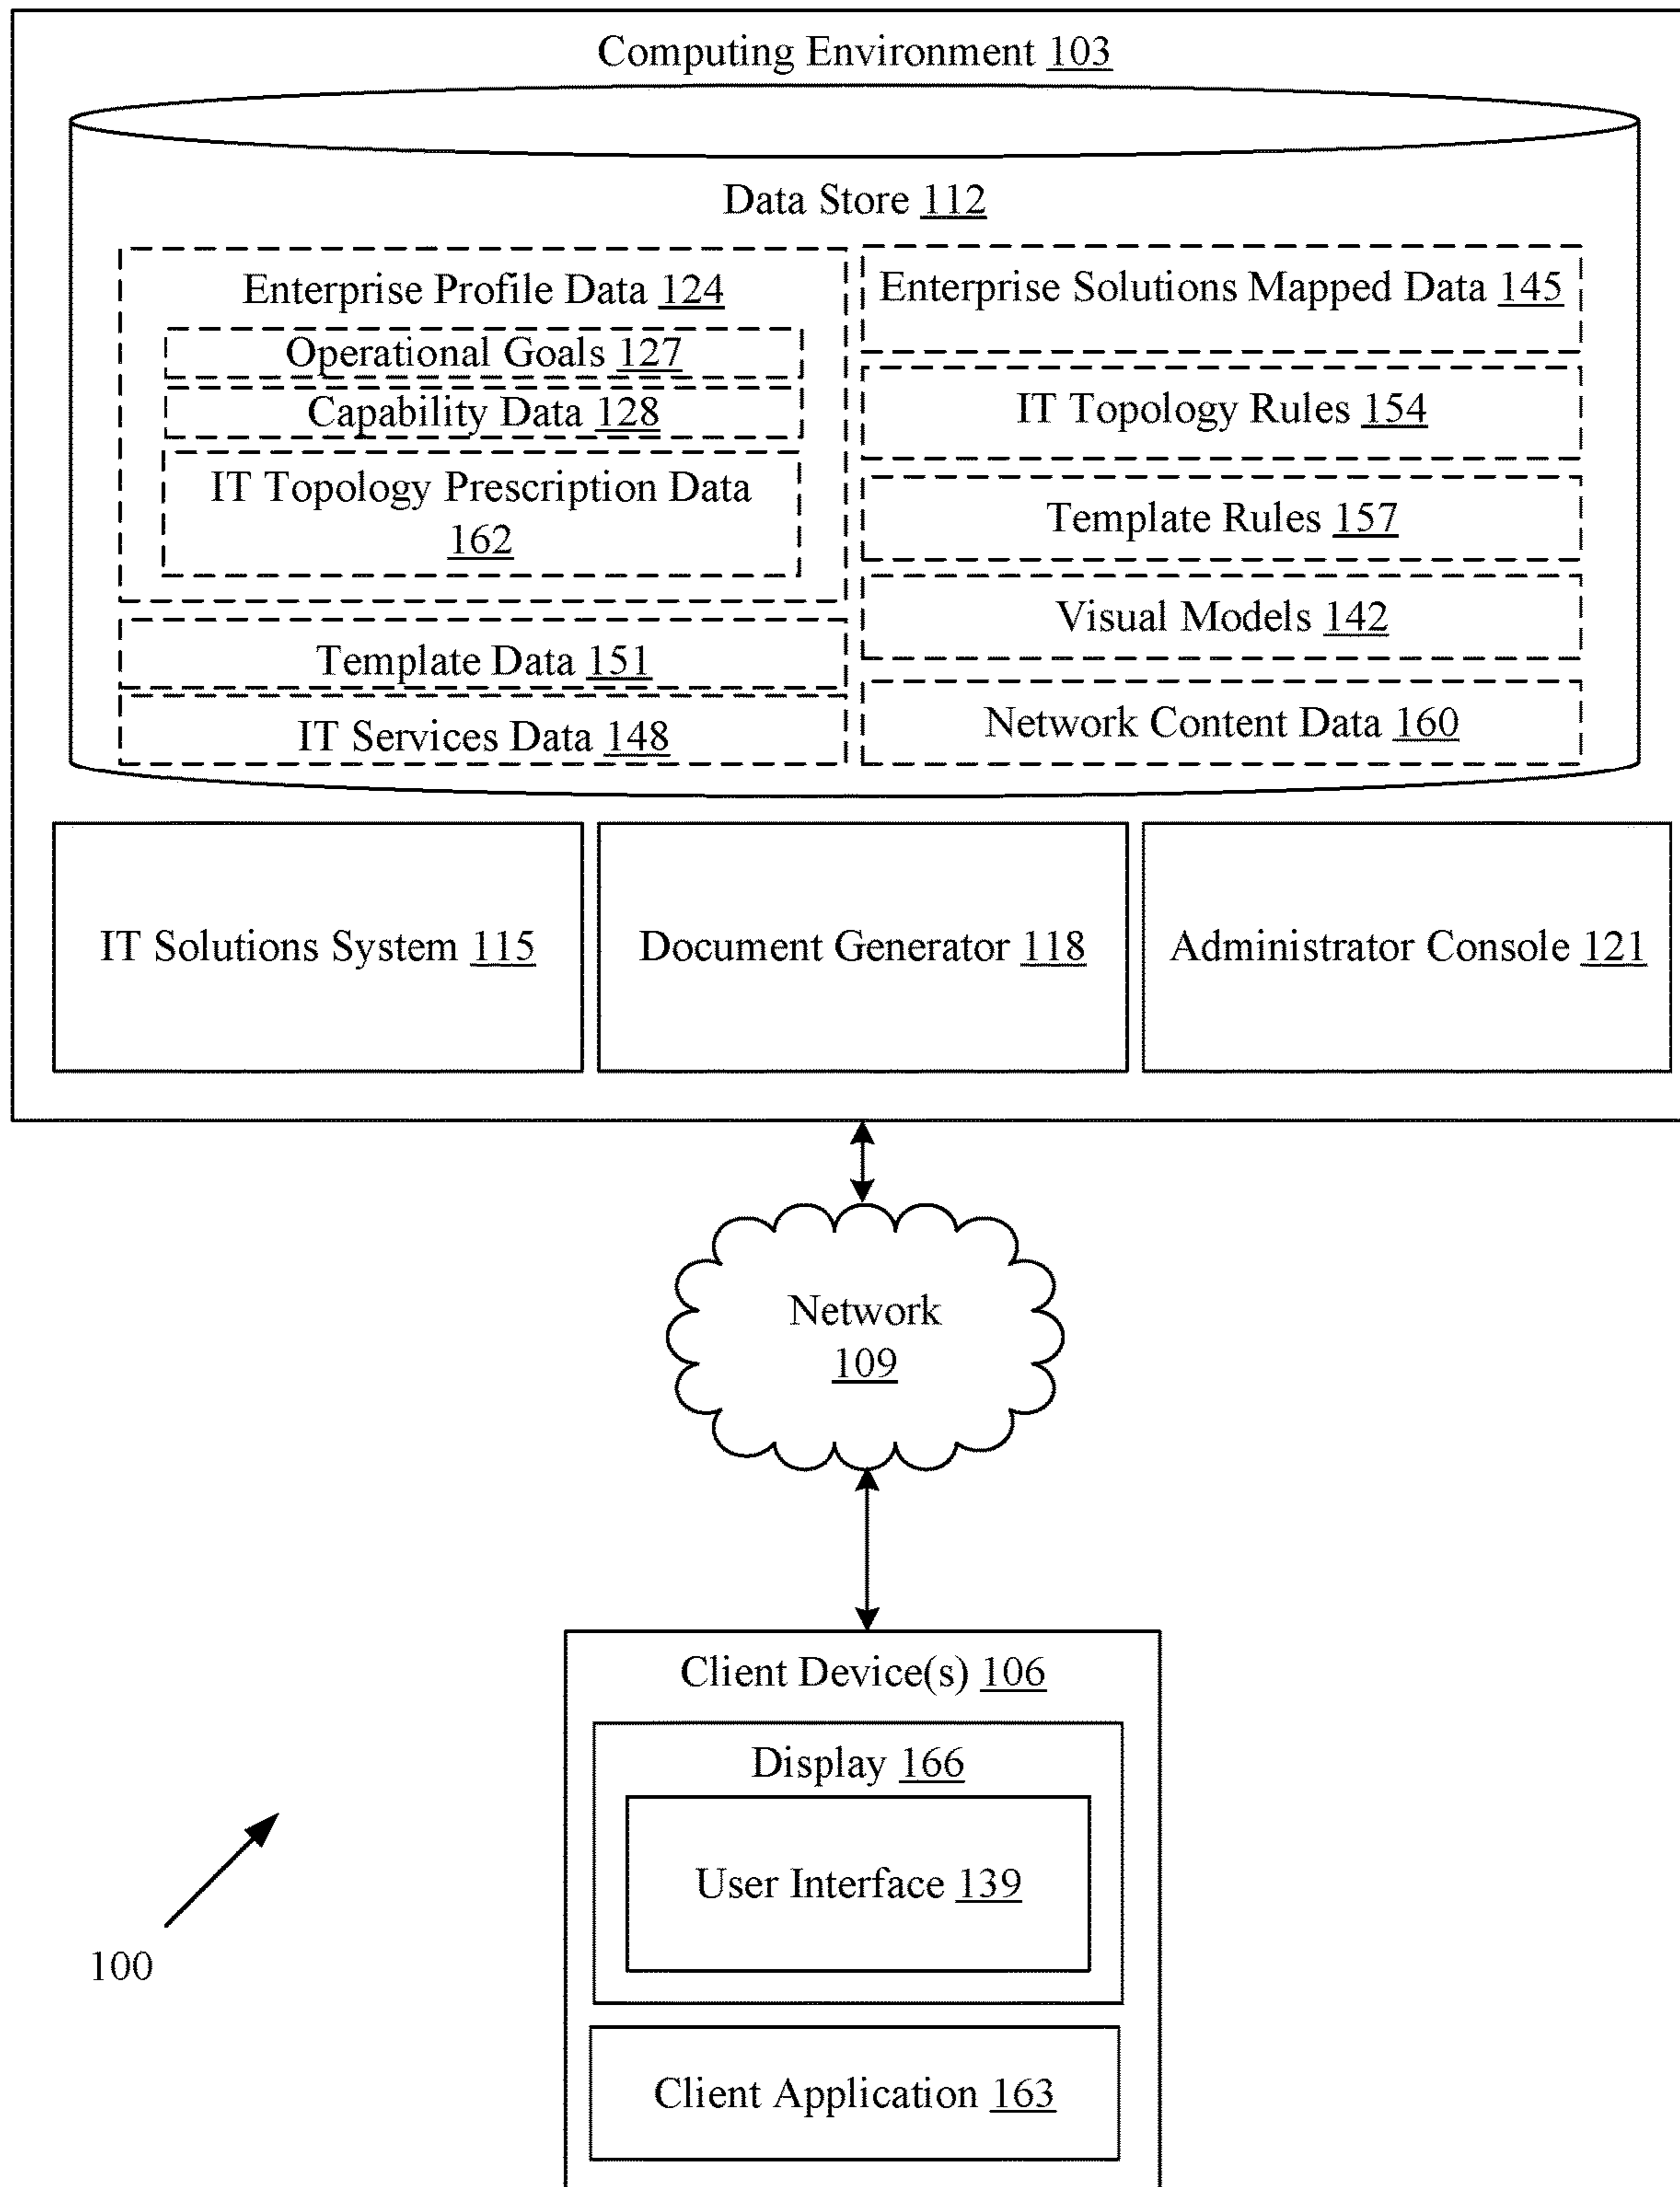 Computing Environment 103
Data Store 112
Enterprise Profile Data 124
Operational Goals 127
Capability Data 128
IT Topology Prescription Data
162
Template Data 151
IT Services Data 148
Enterprise Solutions Mapped Data 145
IT Topology Rules 154
Template Rules 157
Visual Models 142
Network Content Data 160
IT Solutions System 115
Document Generator 118
Administrator Console 121
Network
109
Client Device(s) 106
Display 166
User Interface 139
Client Application 163
100